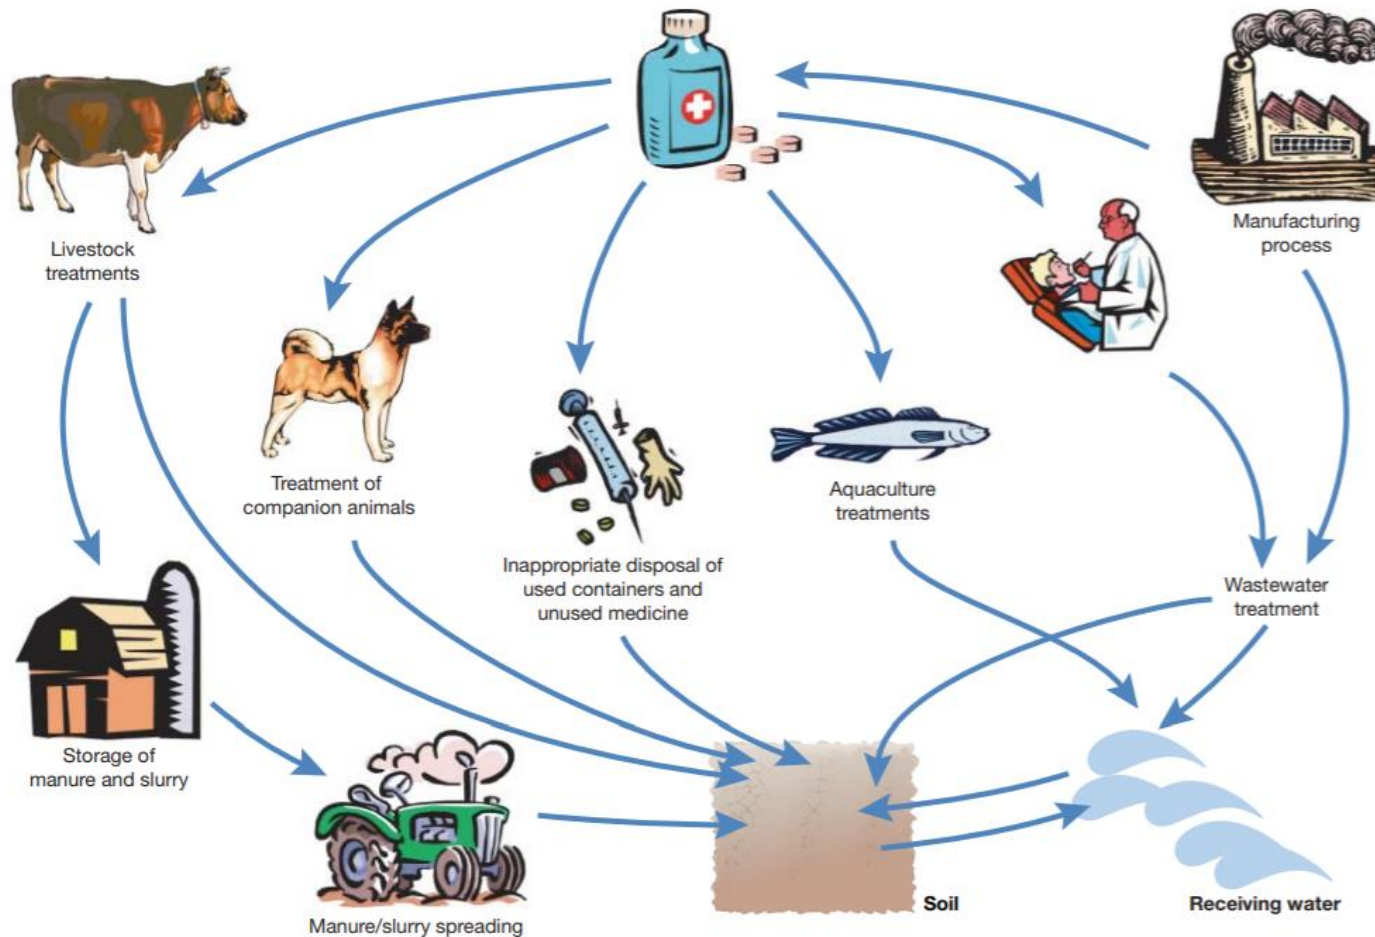 Livestock
treatments
Manufacturing
process
Treatment of
companion animals
Inappropriate disposal of
used containers and
unused medicine
Aquaculture
treatments
Wastewater
treatment
Storage of
manure and slurry
Manure/slurry spreading
Soil
Receiving water